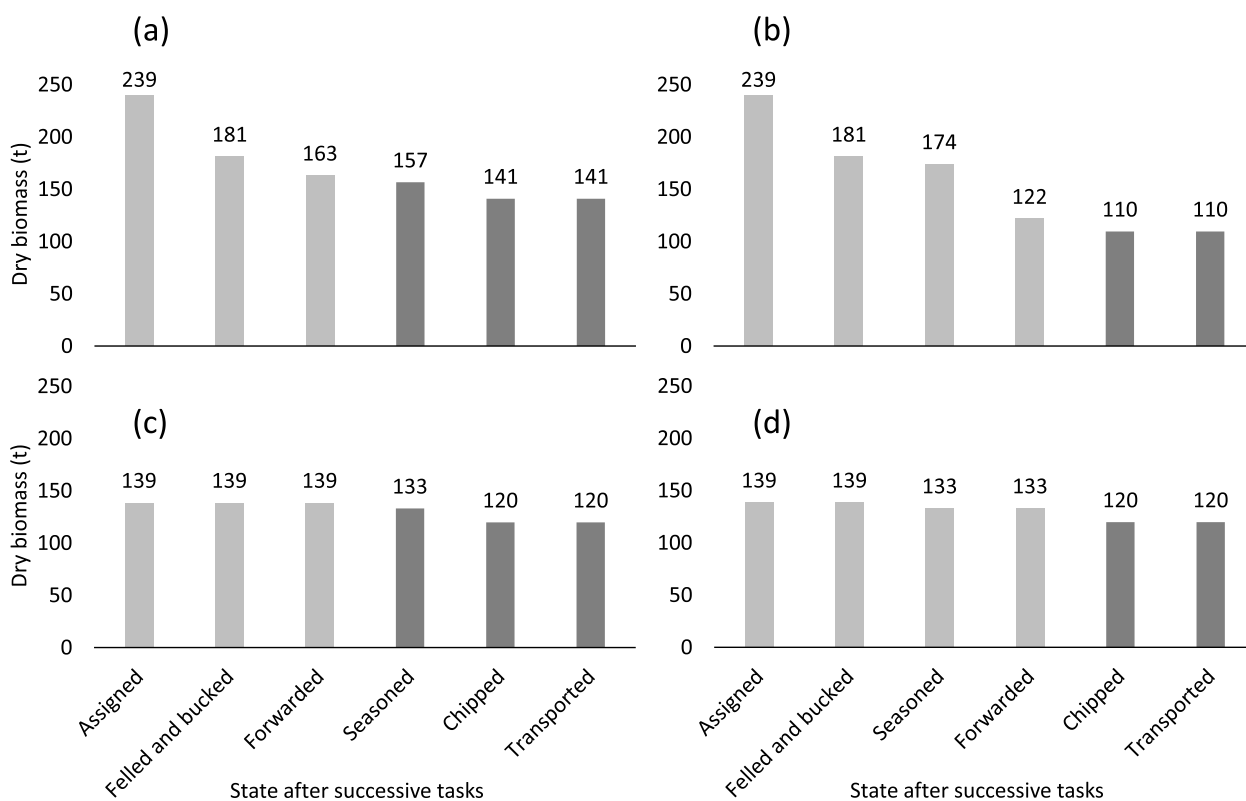 (a)
Dry biomass (t)
250
200
150
100
50
0
239
181
163
157
141
141
(b)
Dry biomass (t)
250
200
150
100
50
0
239
181
174
122
110
110
(c)
Dry biomass (t)
250
200
150
100
50
0
139
139
139
133
120
120
Assigned
Felled and bucked
Forwarded
Seasoned
Chipped
Transported
State after successive tasks
(d)
250
200
150
100
50
0
139
139
133
133
120
120
Assigned
Felled and bucked
Seasoned
Forwarded
Chipped
Transported
State after successive tasks